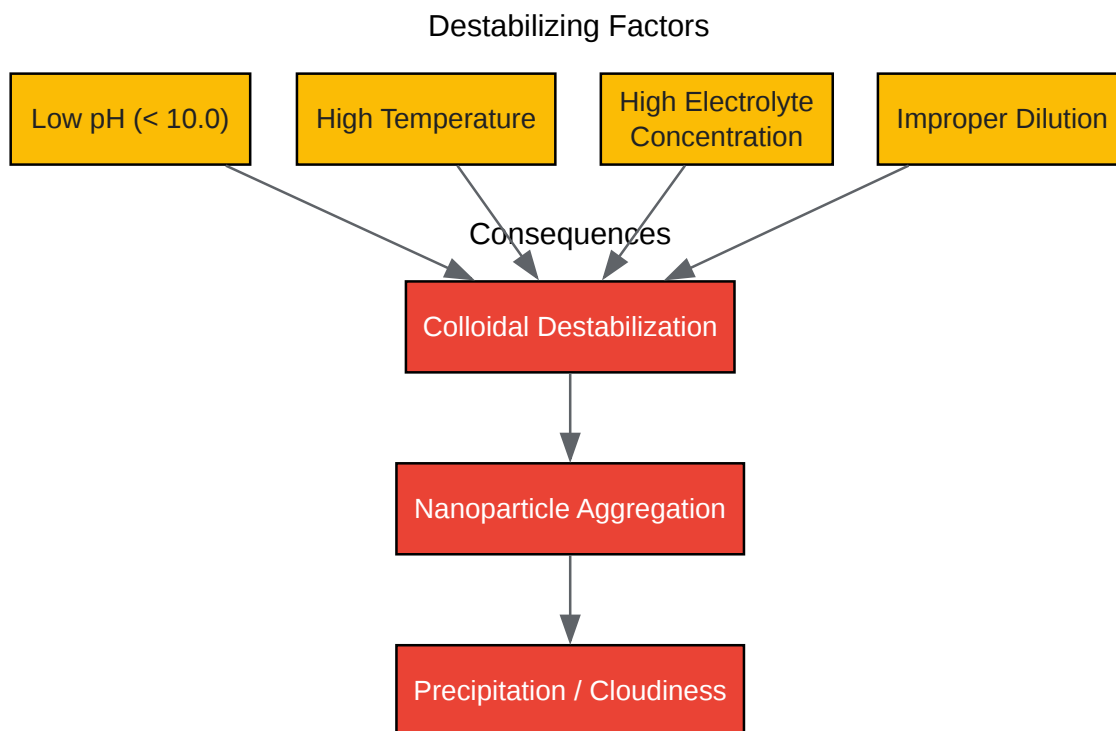 Destabilizing Factors
Low pH (< 10.0)
High Temperature
High Electrolyte
Concentration
Improper Dilution
Consequences
Colloidal Destabilization
Nanoparticle Aggregation
Precipitation / Cloudiness